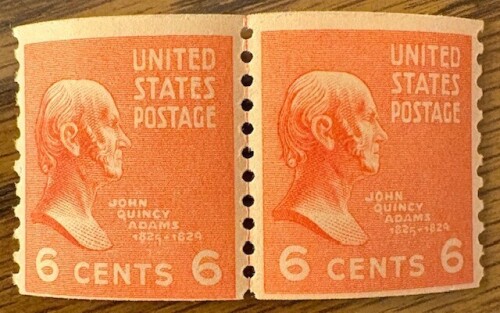 UNITED
STATES
POSTAGE
JOHN
QUINCY
ADAMS
1825-1829
6 CENTS 6
UNITED
STATES
POSTAGE
JOHN
QUINCY
ADAMS
1825-1829
6 CENTS 6